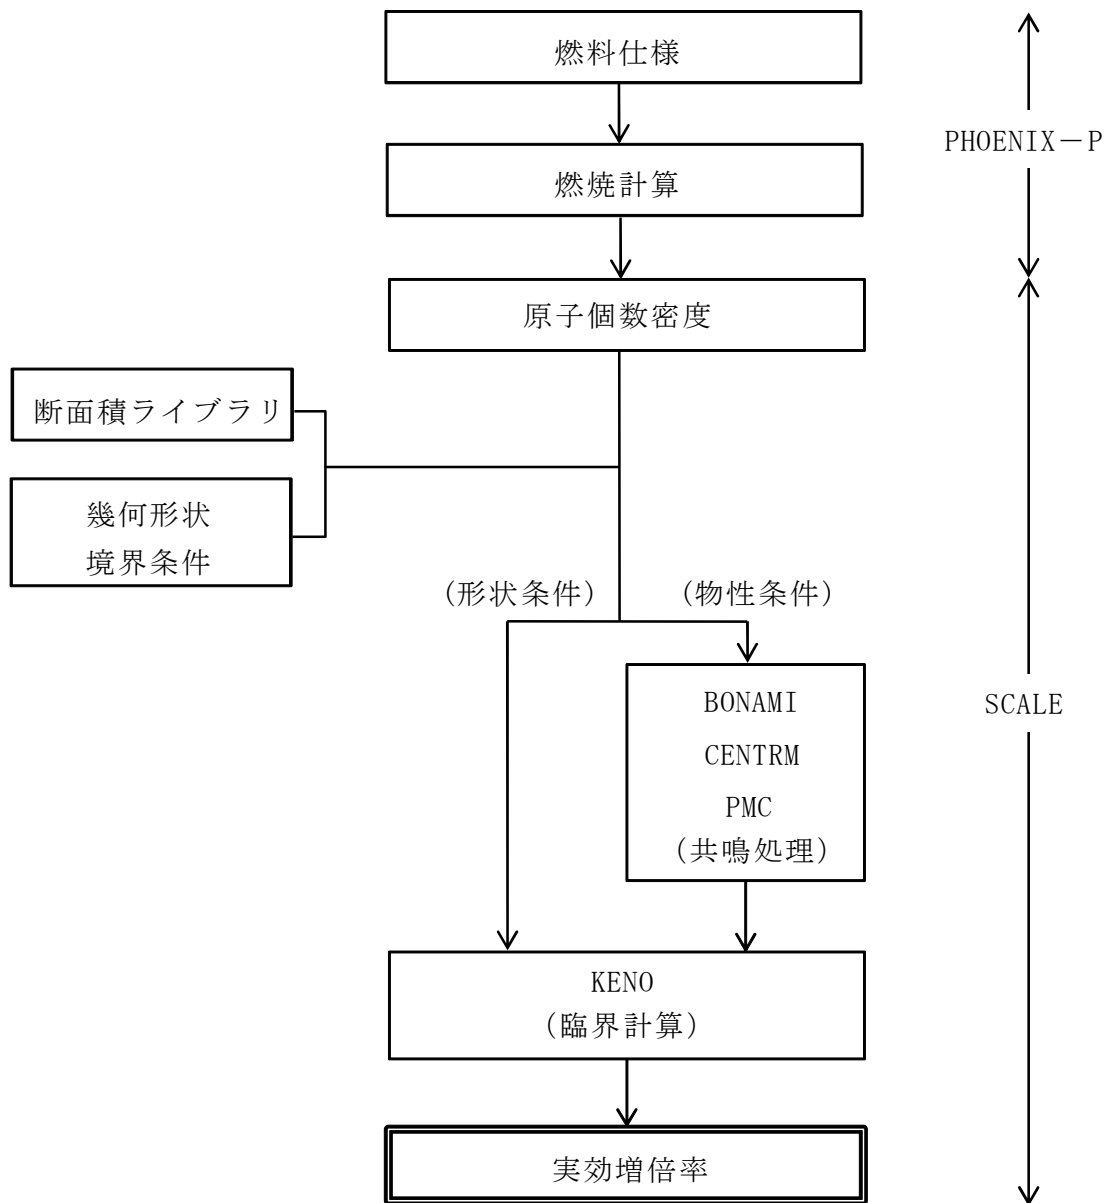 燃料仕様
PHOENIX－P
燃焼計算
原子個数密度
断面積ライブラリ
幾何形状
境界条件
(形状条件)
(物性条件)
BONAMI
CENTRM
PMC
(共鳴処理)
SCALE
KENO
(臨界計算)
実効増倍率